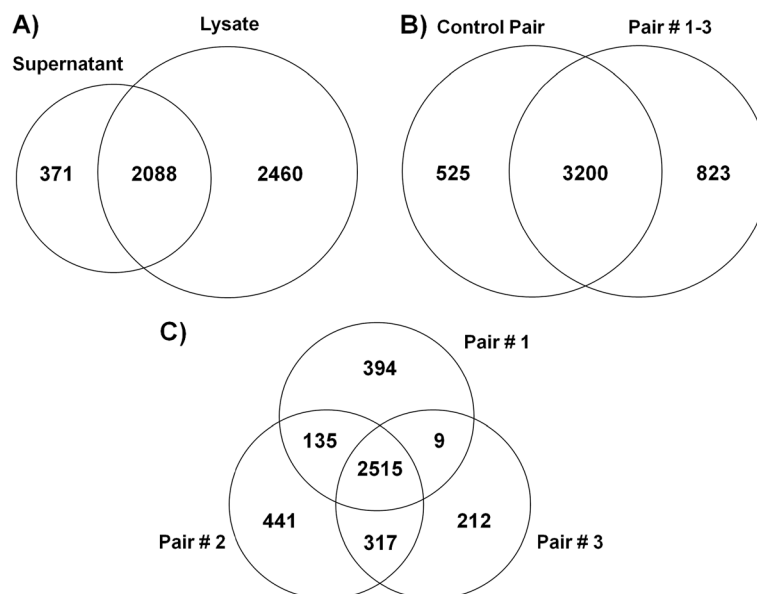 A)
Supernatant
Lysate
371
2088
2460
B)
Control Pair
Pair # 1-3
525
3200
823
C)
Pair # 1
394
135
9
2515
441
317
212
Pair # 2
Pair # 3